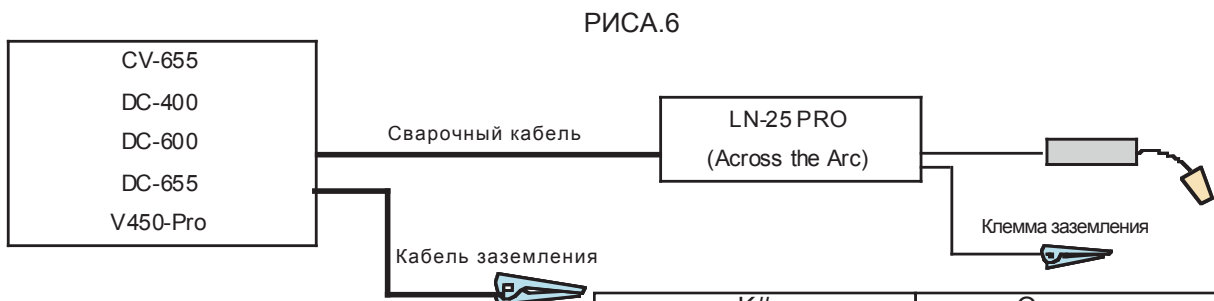 РИСА.6
CV-655
DC-400
DC-600
DC-655
V450-Pro
Сварочный кабель
LN-25 PRO
(Across the Arc)
Клемма заземления
Кабель заземления
K#